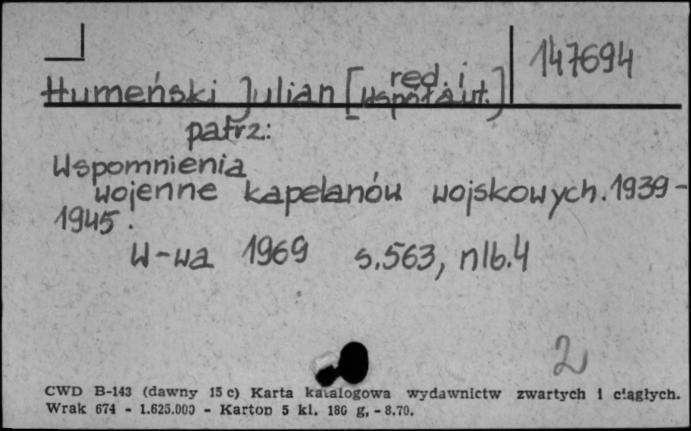 147694
Humeński Julian [red. i współaut.]
patrz:
Wspomnienia
wojenne kapelanów wojskowych. 1939-
1945.
W-wa 1969 s. 563, nlb. 4
2
CWD B-143 (dawny 15 c) Karta katalogowa wydawnictw zwartych i ciągłych.
Wrak 674 - 1.625.000 - Karton 5 kl. 180 g, - 8.70.